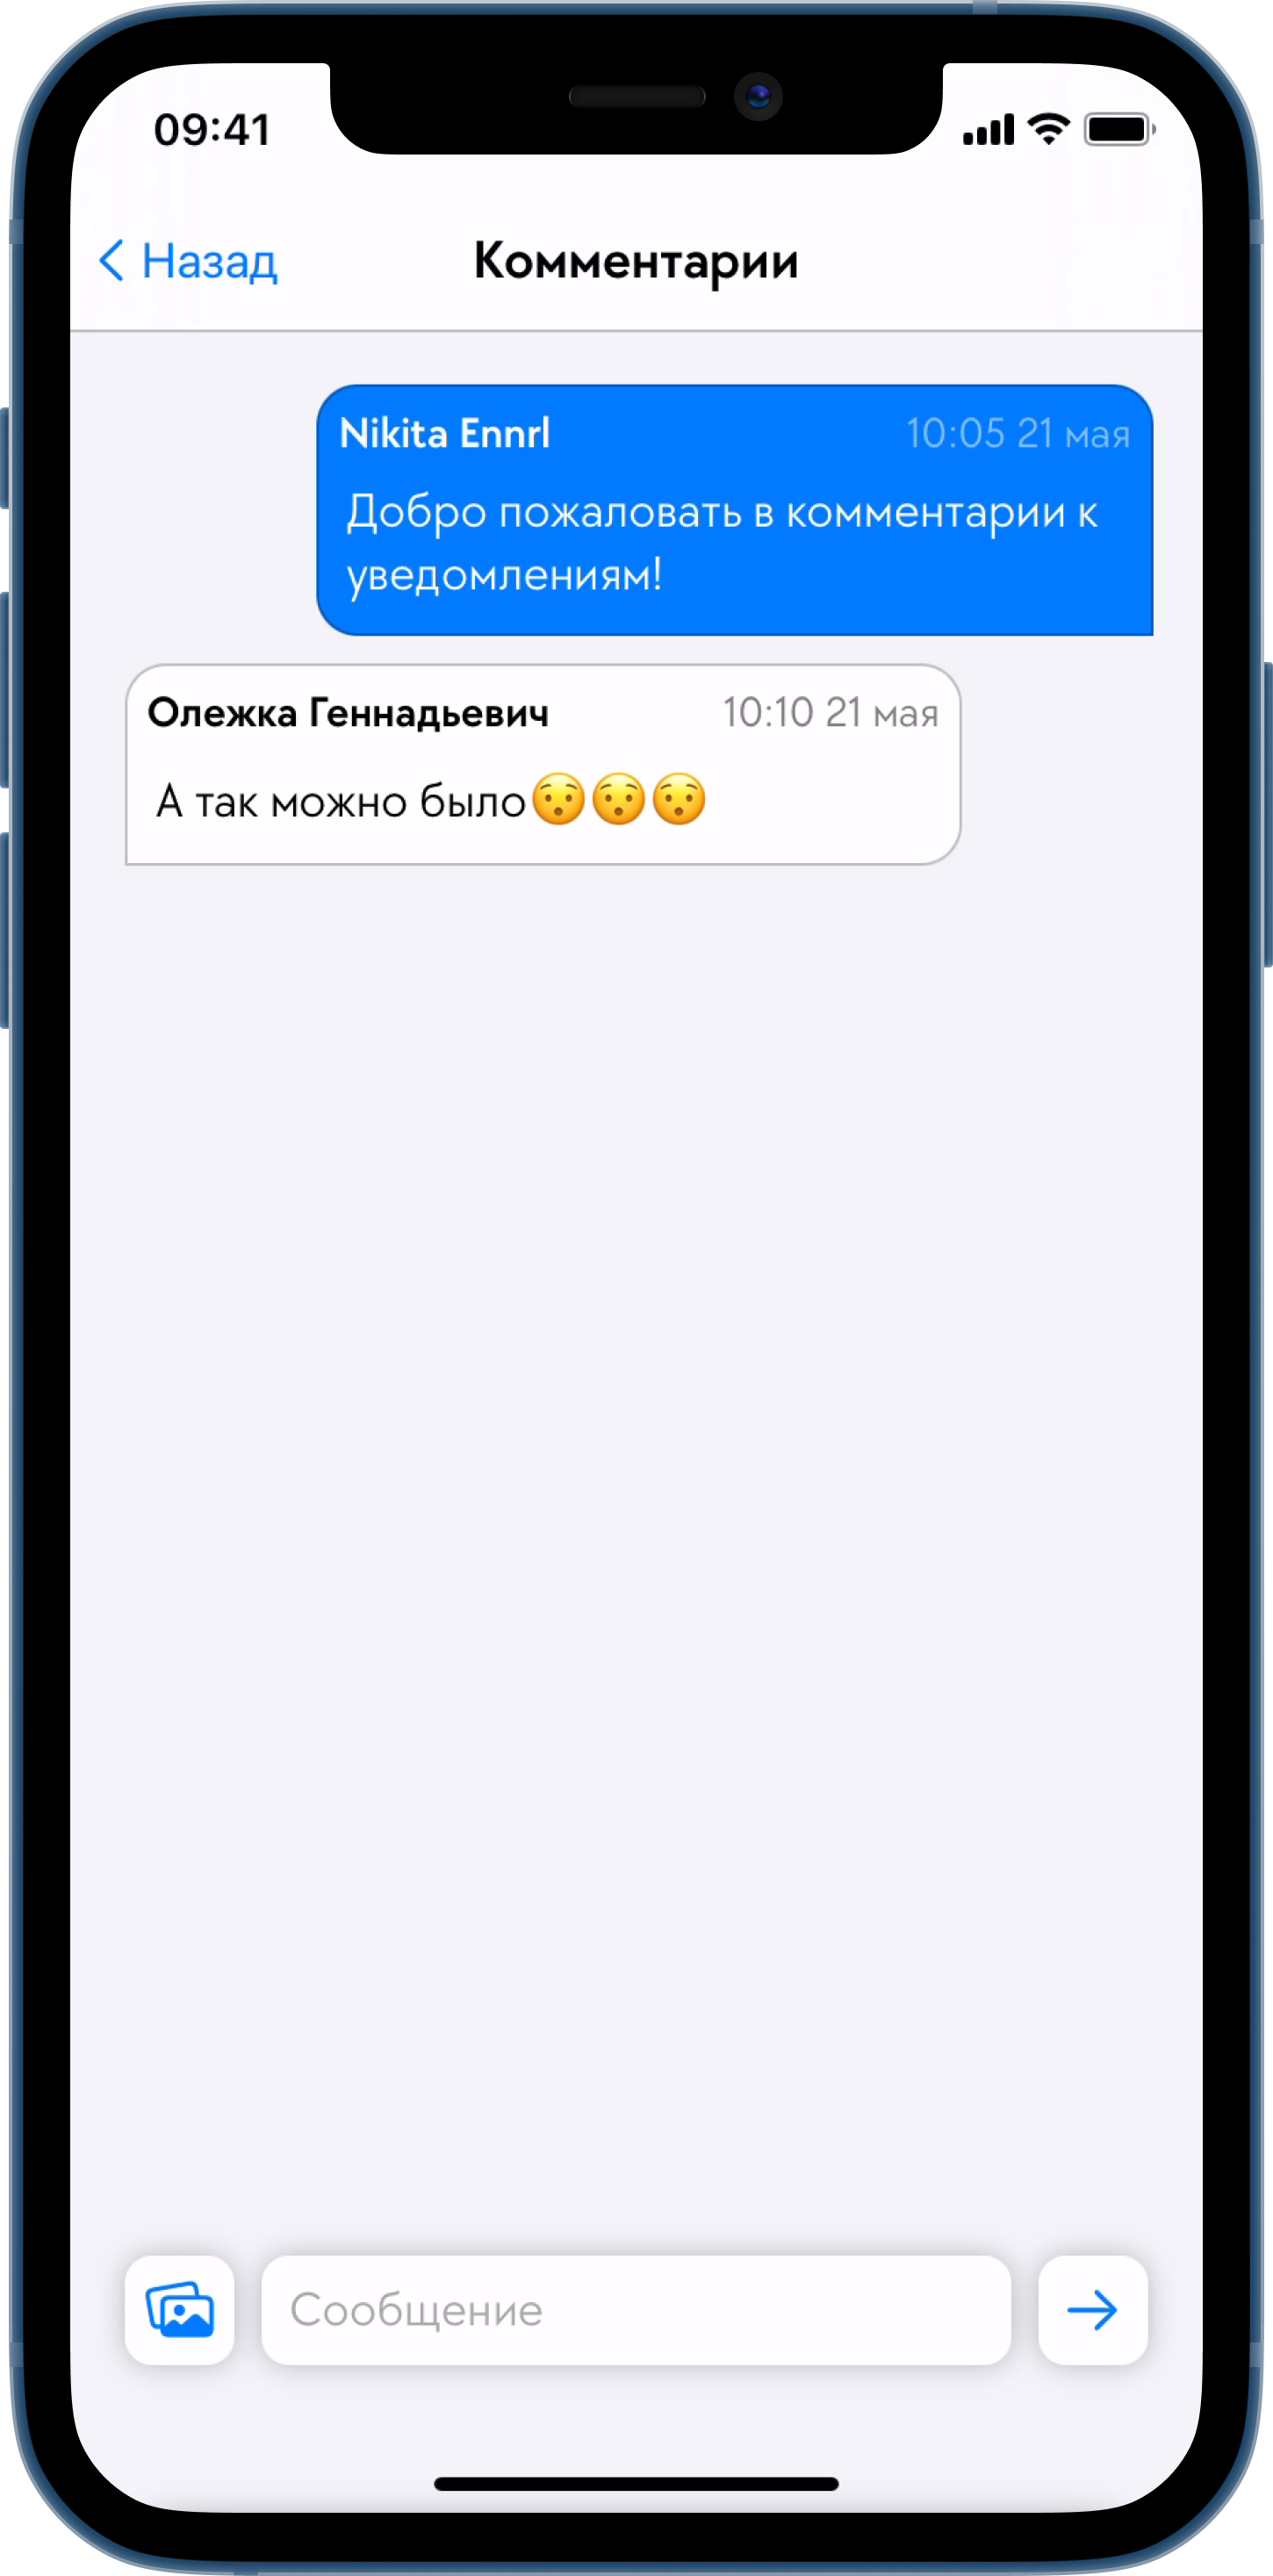 09:41
Назад
Комментарии
Nikita Ennrl 10:05 21 мая
Добро пожаловать в комментарии к
уведомлениям!
Олежка Геннадьевич 10:10 21 мая
А так можно было😯😯😯
Сообщение